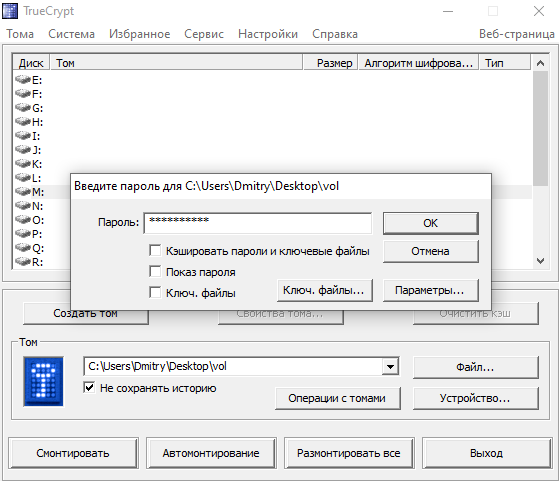 TrueCrypt
Тома Система Избранное Сервис Настройки Справка Веб-страница
Диск Том Размер Алгоритм шифрова... Тип
E:
F:
G:
H:
I:
J:
K:
L:
M:
N:
O:
P:
Q:
R:
Введите пароль для C:\Users\Dmitry\Desktop\vol
Пароль: **********
OK
Кэшировать пароли и ключевые файлы
Отмена
Показ пароля
Ключ. файлы
Ключ. файлы...
Параметры...
Создать том Свойства тома... Очистить кэш
Том
C:\Users\Dmitry\Desktop\vol
Файл...
Не сохранять историю
Операции с томами
Устройство...
Смонтировать Автомонтирование Размонтировать все Выход